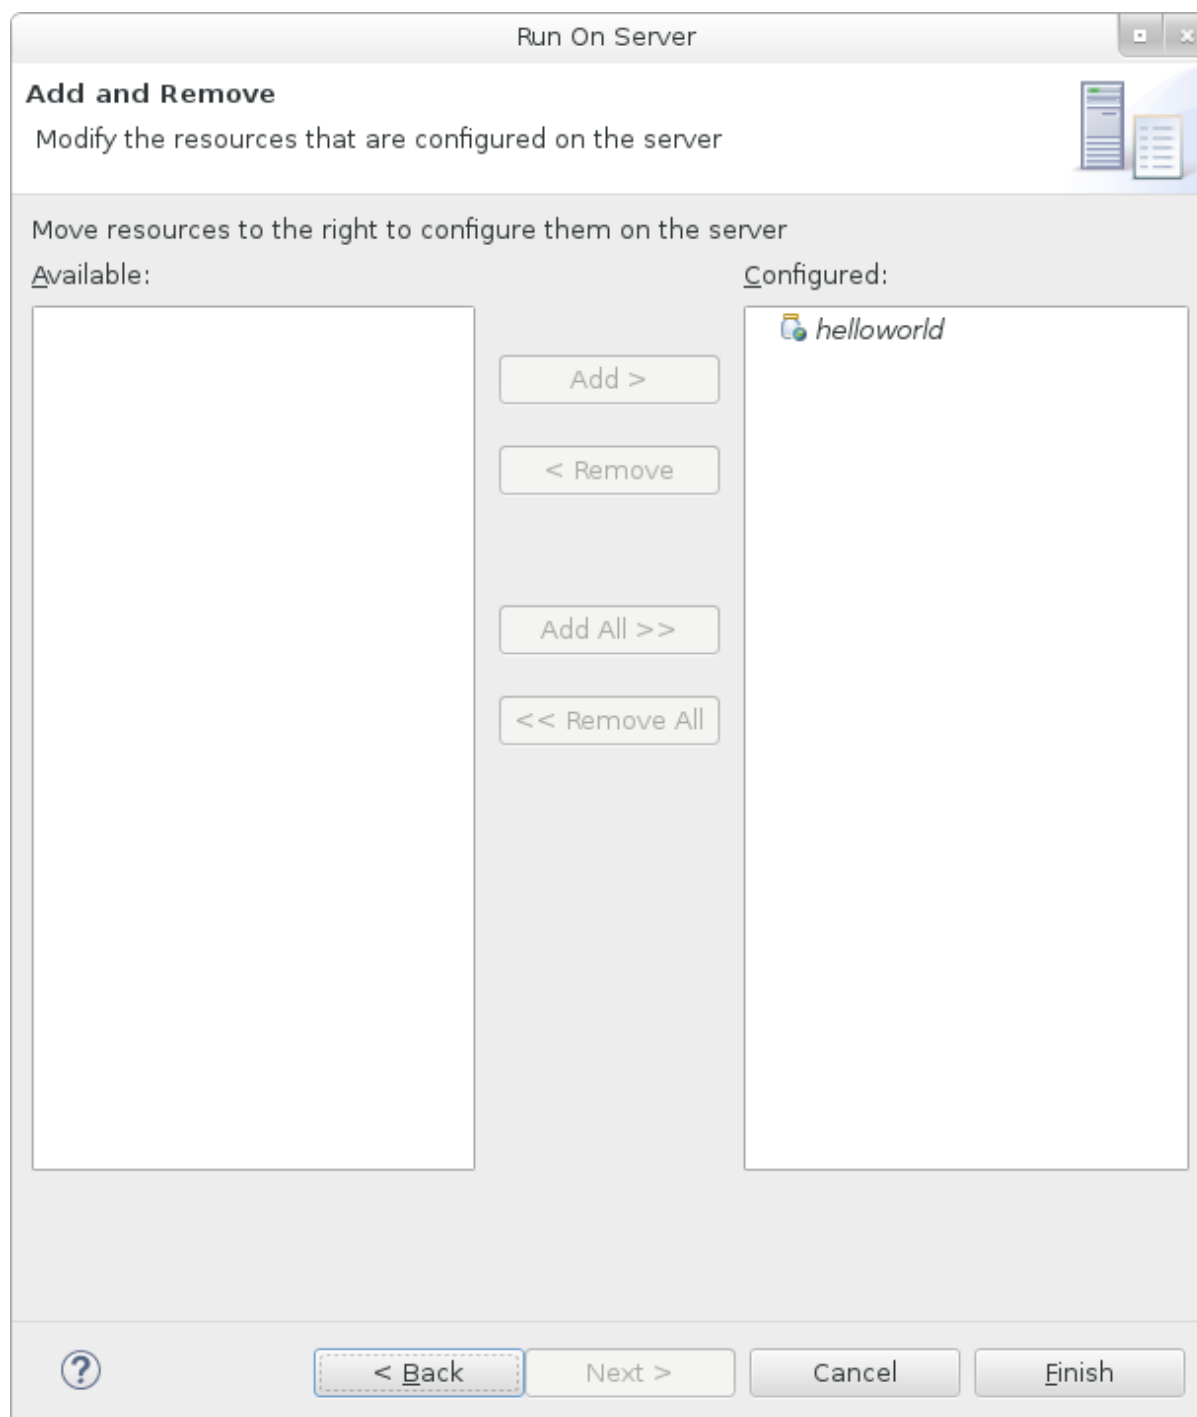 Run On Server
Add and Remove
Modify the resources that are configured on the server
Move resources to the right to configure them on the server
Available:
Configured:
helloworld
Add >
< Remove
Add All >>
<< Remove All
?
< Back
Next >
Cancel
Finish